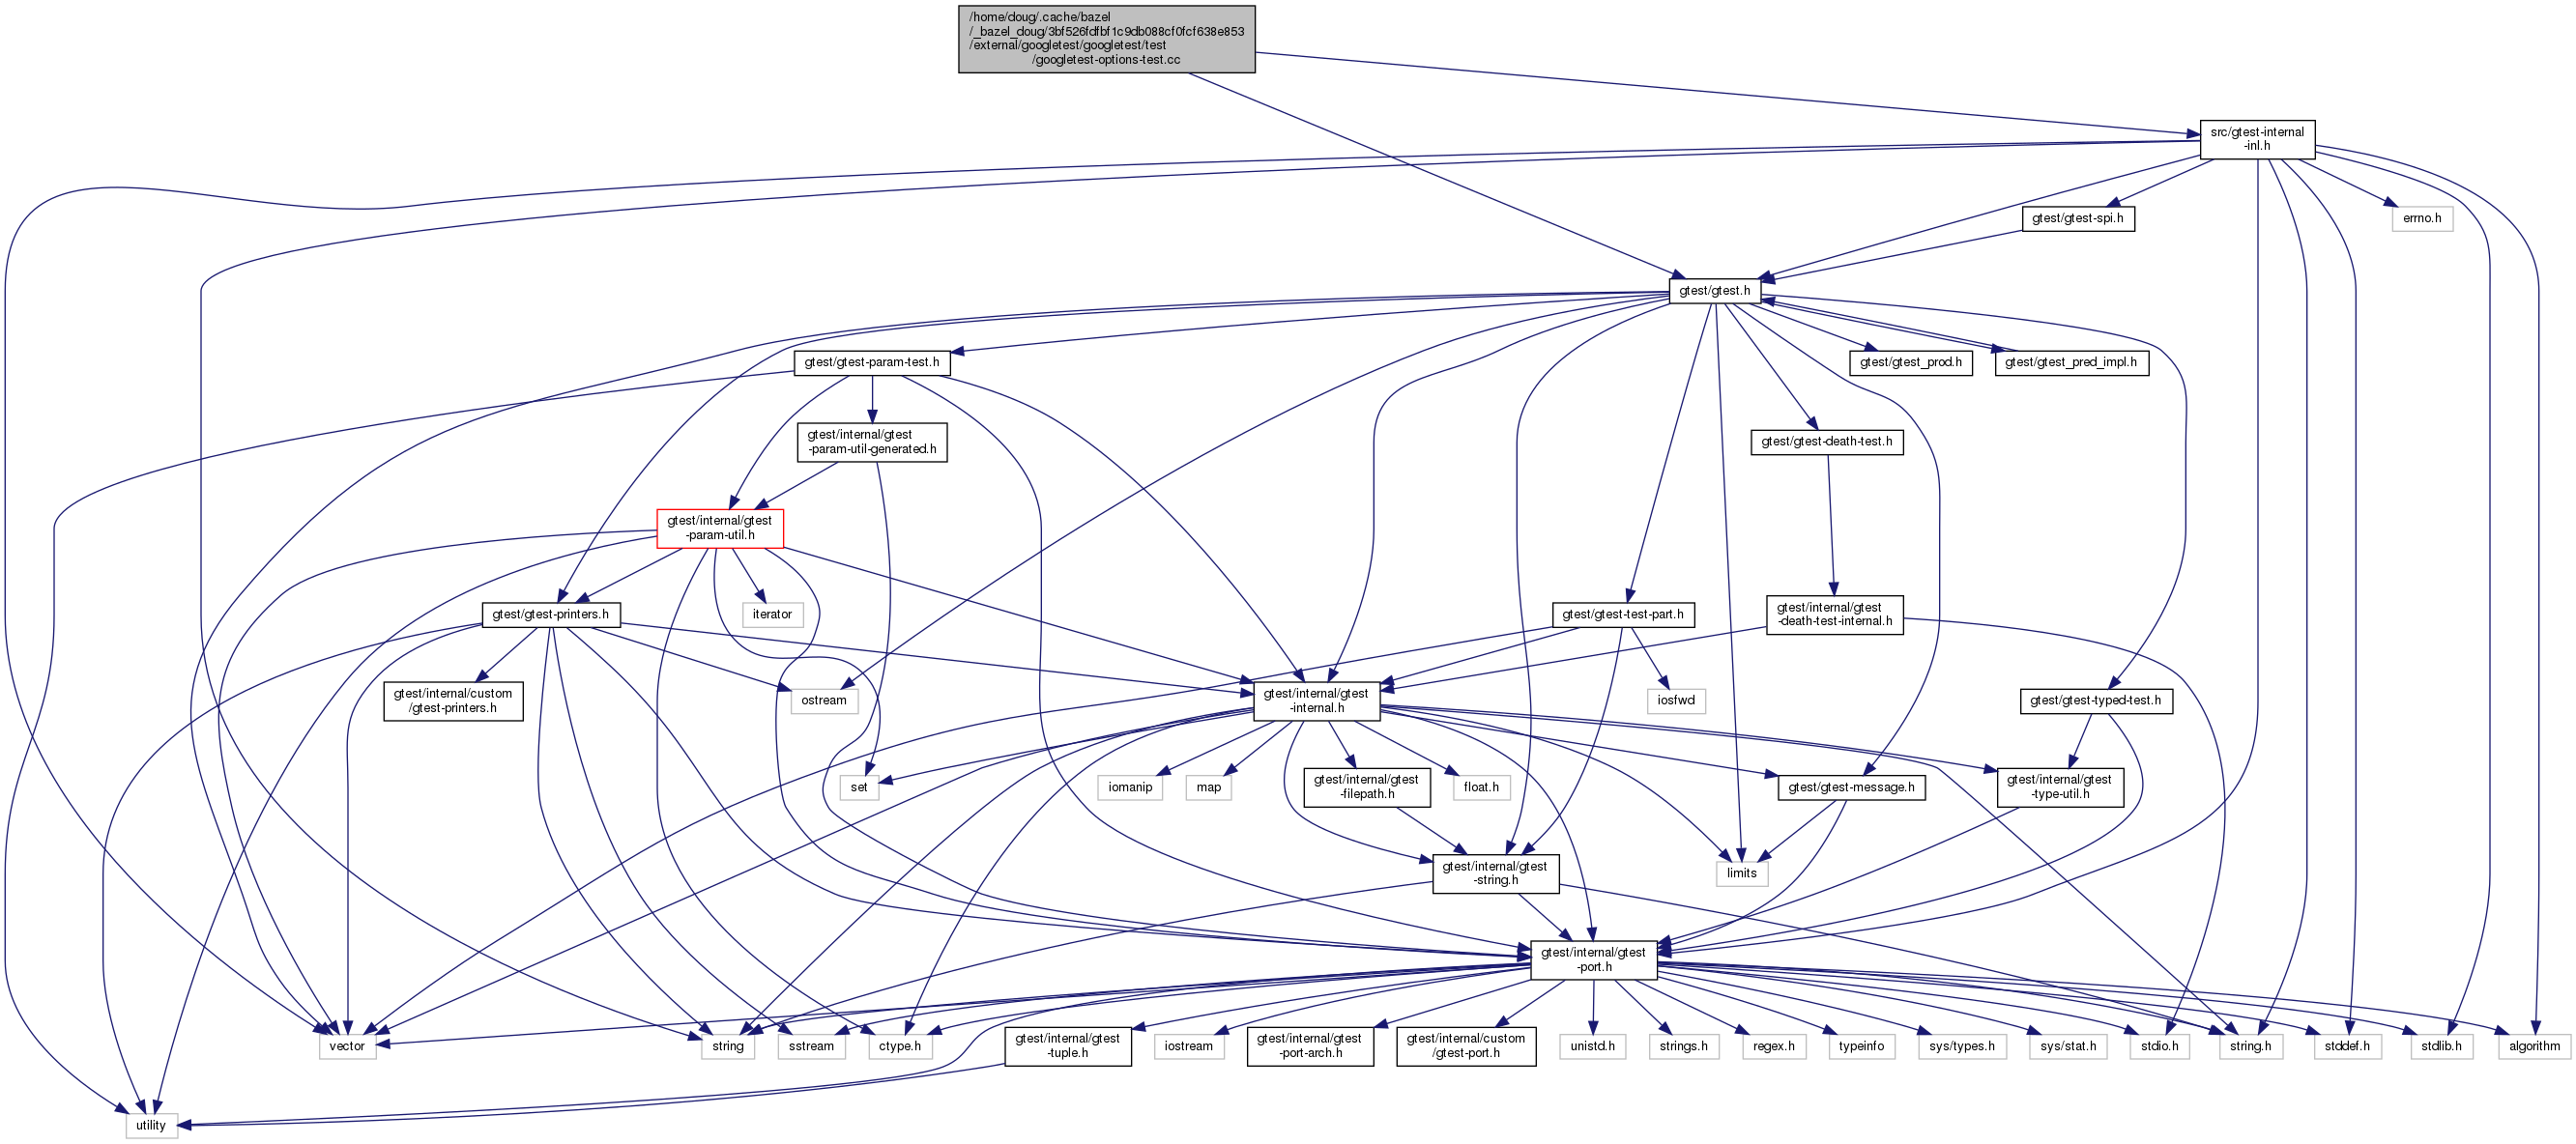 /home/doug/.cache/bazel
/_bazel_doug/3bf526fdfbf1c9db088cf0fcf638e853
/external/googletest/googletest/test
/googletest-options-test.cc
src/gtest-internal
-inl.h
gtest/gtest-spi.h
errno.h
gtest/gtest.h
gtest/gtest-param-test.h
gtest/gtest_prod.h
gtest/gtest_pred_impl.h
gtest/internal/gtest
-param-util-generated.h
gtest/gtest-death-test.h
gtest/internal/gtest
-param-util.h
gtest/gtest-printers.h
iterator
gtest/gtest-test-part.h
gtest/internal/gtest
-death-test-internal.h
gtest/internal/custom
/gtest-printers.h
ostream
gtest/internal/gtest
-internal.h
iosfwd
gtest/gtest-typed-test.h
set
iomanip
map
gtest/internal/gtest
-filepath.h
float.h
gtest/gtest-message.h
gtest/internal/gtest
-type-util.h
gtest/internal/gtest
-string.h
limits
gtest/internal/gtest
-port.h
vector
string
sstream
ctype.h
gtest/internal/gtest
-tuple.h
iostream
gtest/internal/gtest
-port-arch.h
gtest/internal/custom
/gtest-port.h
unistd.h
strings.h
regex.h
typeinfo
sys/types.h
sys/stat.h
stdio.h
string.h
stddef.h
stdlib.h
algorithm
utility